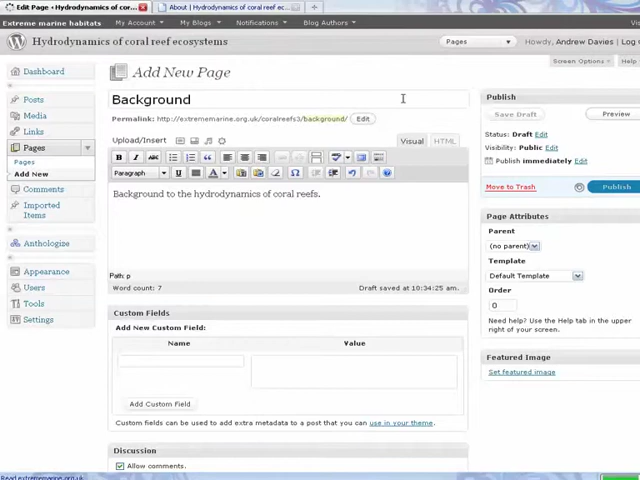 Edit Page ‹ Hydrodynamics of cor...
About | Hydrodynamics of coral reef ec...
Extreme marine habitats
My Account
My Blogs
Notifications
Blog Authors
Hydrodynamics of coral reef ecosystems
Pages
Howdy, Andrew Davies | Log
Screen Options
Help
Dashboard
Posts
Media
Links
Pages
Pages
Add New
Comments
Imported
Items
Anthologize
Appearance
Users
Tools
Settings
Add New Page
Background
Permalink: http://extrememarine.org.uk/coralreefs3/background/ Edit
Upload/Insert
Visual
HTML
Paragraph
Background to the hydrodynamics of coral reefs.
Path: p
Word count: 7
Draft saved at 10:34:25 am.
Custom Fields
Add New Custom Field:
Name
Value
Add Custom Field
Custom fields can be used to add extra metadata to a post that you can use in your theme.
Discussion
Allow comments.
Publish
Save Draft
Preview
Status: Draft Edit
Visibility: Public Edit
Publish immediately Edit
Move to Trash
Publish
Page Attributes
Parent
(no parent)
Template
Default Template
Order
0
Need help? Use the Help tab in the upper
right of your screen.
Featured Image
Set featured image
Read extrememarine.org.uk